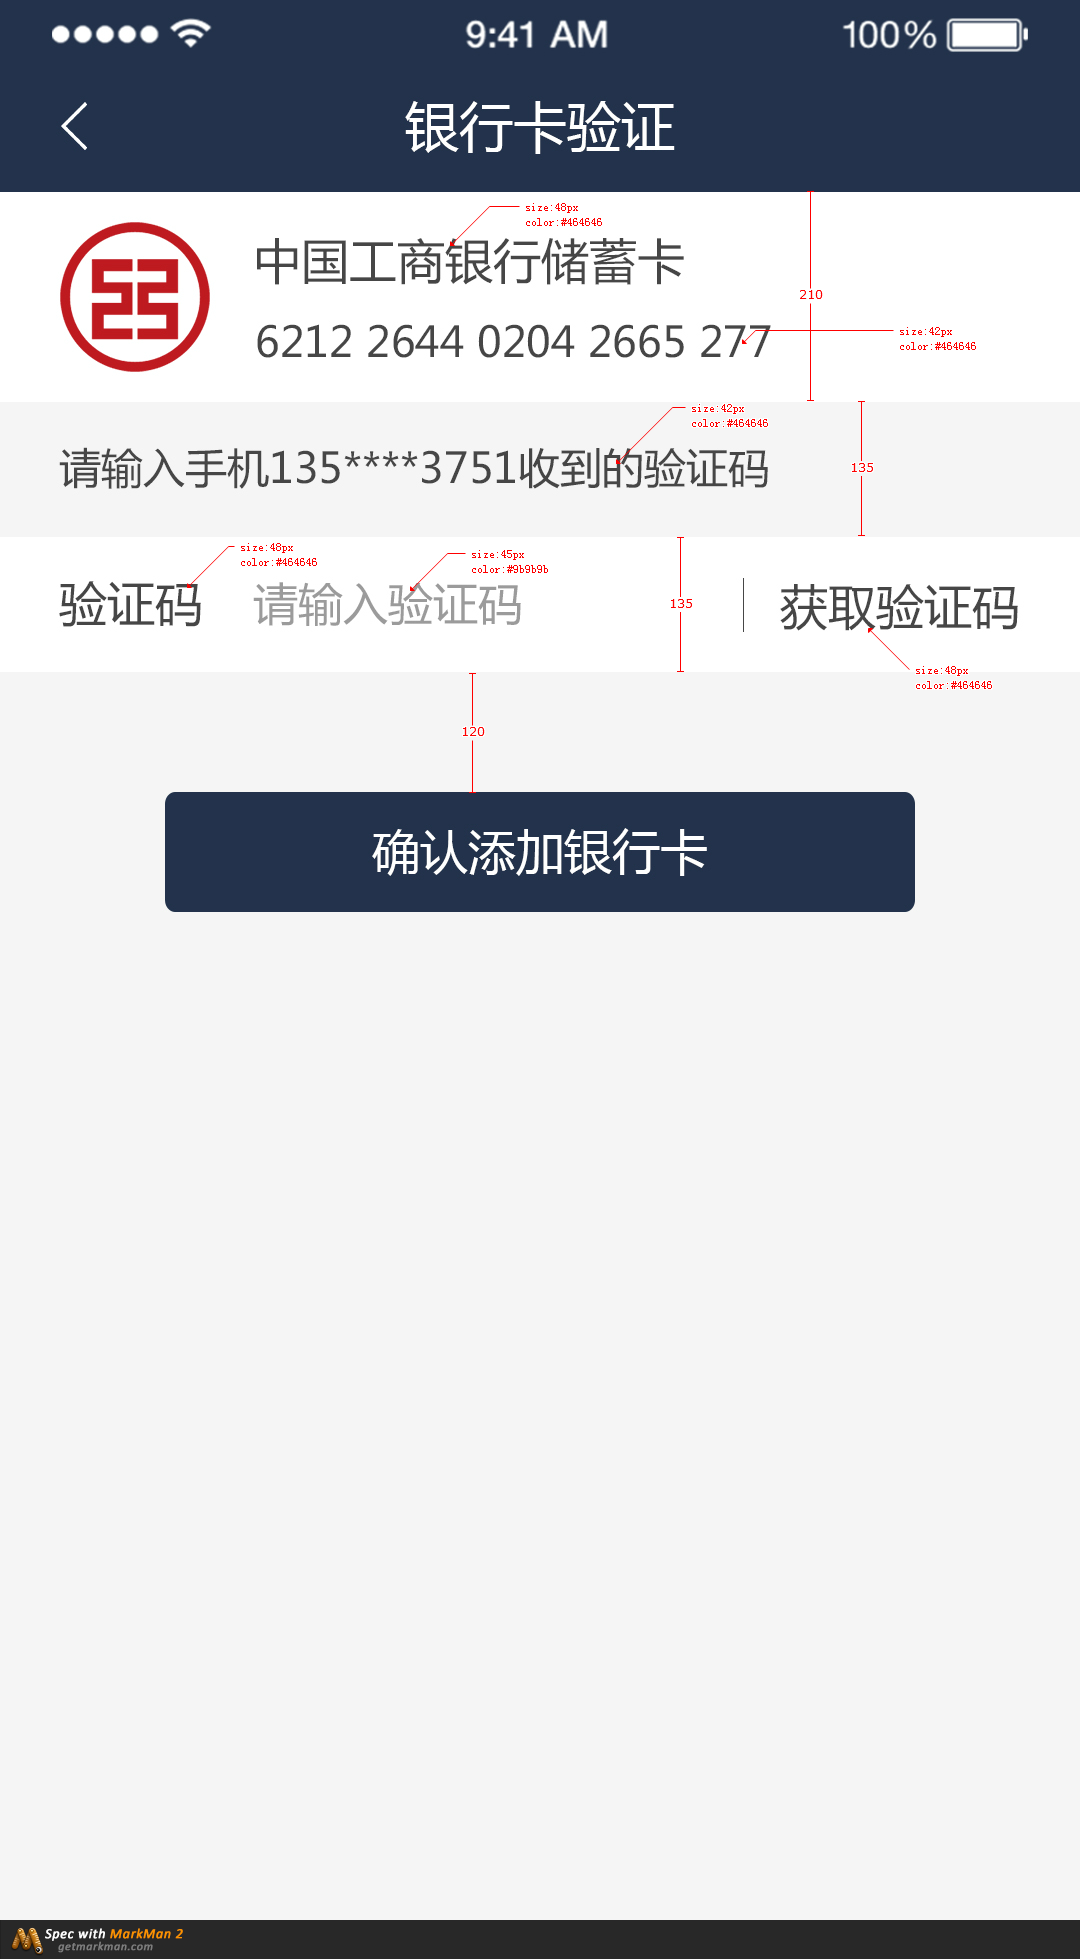 9:41 AM
100%
银行卡验证
size:48px
color:#464646
中国工商银行储蓄卡
210
6212 2644 0204 2665 277
size:42px
color:#464646
size:42px
color:#464646
请输入手机135****3751收到的验证码
135
size:48px
color:#464646
size:45px
color:#9b9b9b
验证码
请输入验证码
135
获取验证码
size:48px
color:#464646
120
确认添加银行卡
Spec with MarkMan 2
getmarkman.com